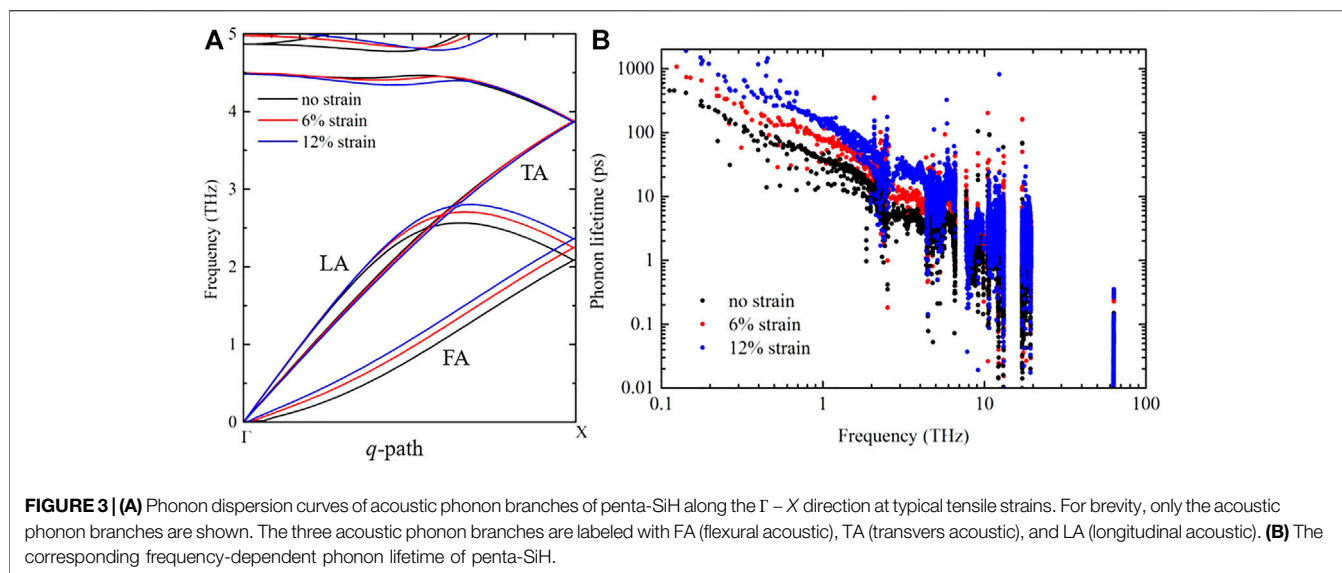 A
Frequency (THz)
5
4
3
2
1
0
no strain
6% strain
12% strain
TA
LA
FA
Γ
X
q-path
B
Phonon lifetime (ps)
1000
100
10
1
0.1
0.01
no strain
6% strain
12% strain
0.1
1
10
100
Frequency (THz)
FIGURE 3 | (A) Phonon dispersion curves of acoustic phonon branches of penta-SiH along the Γ – X direction at typical tensile strains. For brevity, only the acoustic
phonon branches are shown. The three acoustic phonon branches are labeled with FA (flexural acoustic), TA (transvers acoustic), and LA (longitudinal acoustic). (B) The
corresponding frequency-dependent phonon lifetime of penta-SiH.